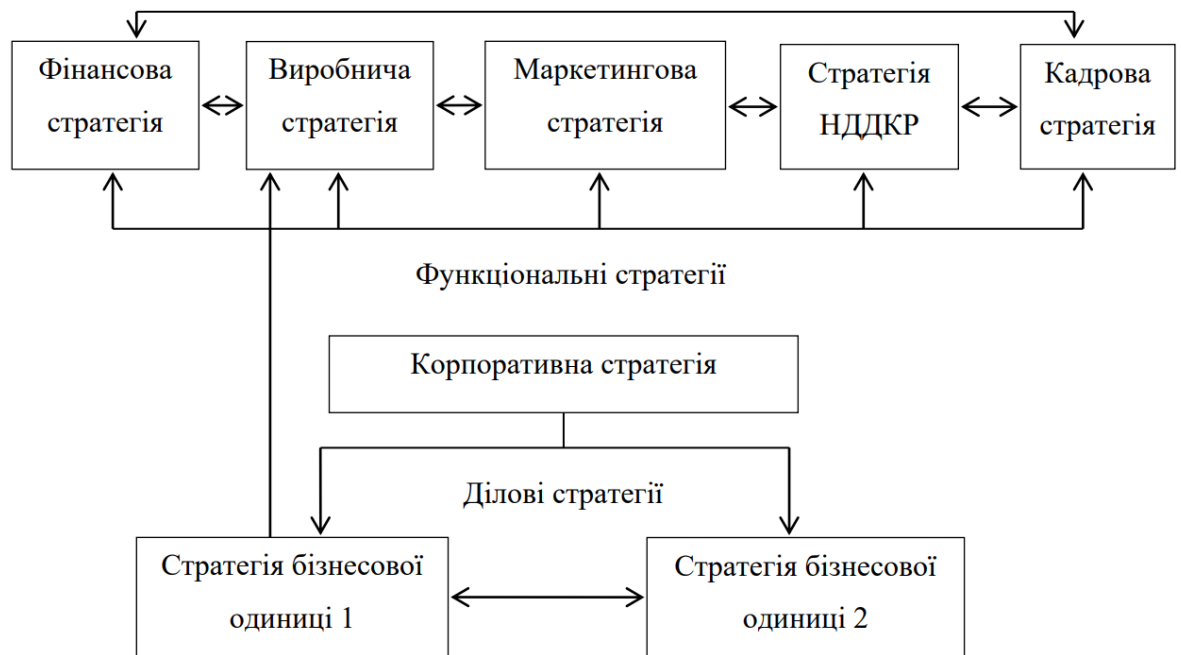 Фінансова
стратегія
Виробнича
стратегія
Маркетингова
стратегія
Стратегія
НДДКР
Кадрова
стратегія
Функціональні стратегії
Корпоративна стратегія
Ділові стратегії
Стратегія бізнесової
одиниці 1
Стратегія бізнесової
одиниці 2